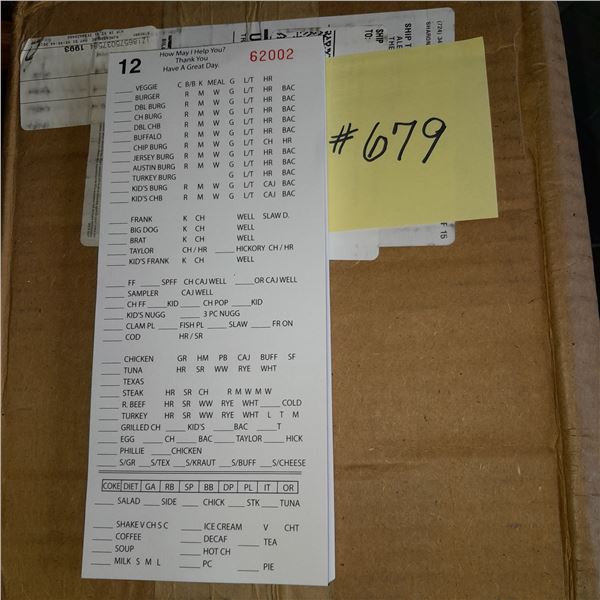 How May I Help You?
12 Thank You 62002
Have A Great Day.
VEGGIE C B/B K MEAL G L/T HR
BURGER R M W G L/T HR BAC
DBL BURG R M W G L/T HR BAC
CH BURG R M W G L/T HR BAC
DBL CHB R M W G L/T HR BAC
BUFFALO R M W G L/T HR BAC
CHIP BURG R M W G L/T CH HR
JERSEY BURG R M W G L/T HR BAC
AUSTIN BURG R M W G L/T HR BAC
TURKEY BURG G L/T HR BAC
KID'S BURG R M W G L/T CAJ BAC
KID'S CHB R M W G L/T CAJ BAC
FRANK K CH WELL SLAW D.
BIG DOG K CH WELL
BRAT K CH WELL
TAYLOR CH / HR HICKORY CH / HR
KID'S FRANK K CH WELL
FF SPFF CH CAJ WELL OR CAJ WELL
SAMPLER CAJ WELL
CH FF KID CH POP KID
KID'S NUGG 3 PC NUGG
CLAM PL FISH PL SLAW FR ON
COD HR / SR
CHICKEN GR HM PB CAJ BUFF SF
TUNA HR SR WW RYE WHT
TEXAS
STEAK HR SR CH R M W M W
R. BEEF HR SR WW RYE WHT COLD
TURKEY HR SR WW RYE WHT L T M
GRILLED CH KID'S BAC T
EGG CH BAC TAYLOR HICK
PHILLIE CHICKEN
S/GR S/TEX S/KRAUT S/BUFF S/CHEESE
COKE DIET GA RB SP BB DP PL IT OR
SALAD SIDE CHICK STK TUNA
SHAKE V CH S C ICE CREAM V CHT
COFFEE DECAF TEA
SOUP HOT CH
MILK S M L PC PIE
#679
SHIP TO:
1993
OF 15